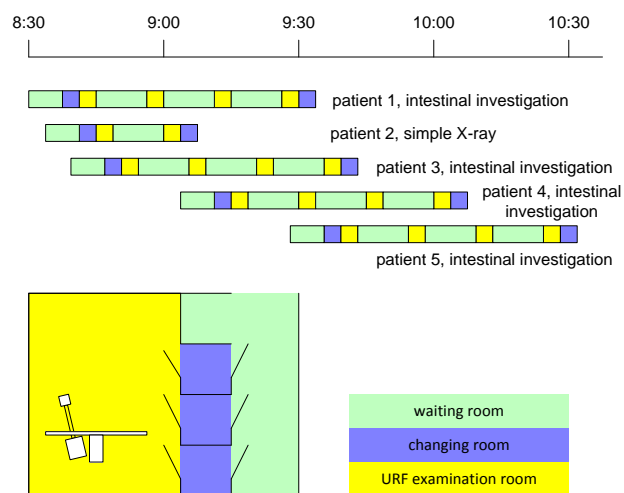 8:30 9:00 9:30 10:00 10:30
patient 1, intestinal investigation
patient 2, simple X-ray
patient 3, intestinal investigation
patient 4, intestinal
investigation
patient 5, intestinal investigation
waiting room
changing room
URF examination room